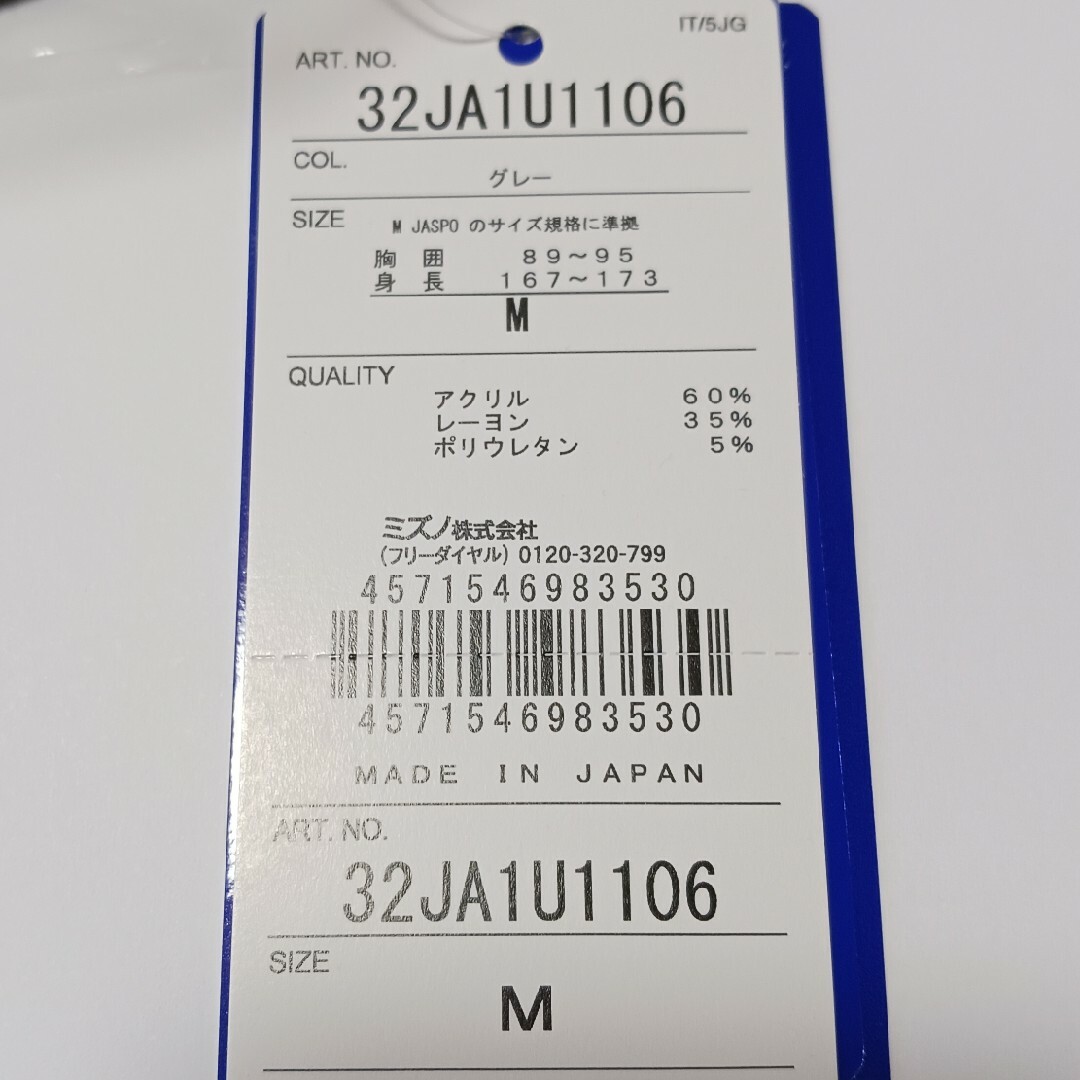 IT/5JG
ART. NO.
32JA1U1106
COL.
グレー
SIZE
M JASPO のサイズ規格に準拠
胸 囲 89～95
身 長 167～173
M
QUALITY
アクリル 60%
レーヨン 35%
ポリウレタン 5%
ミズノ株式会社
(フリーダイヤル) 0120-320-799
4571546983530
4571546983530
MADE IN JAPAN
ART. NO.
32JA1U1106
SIZE
M